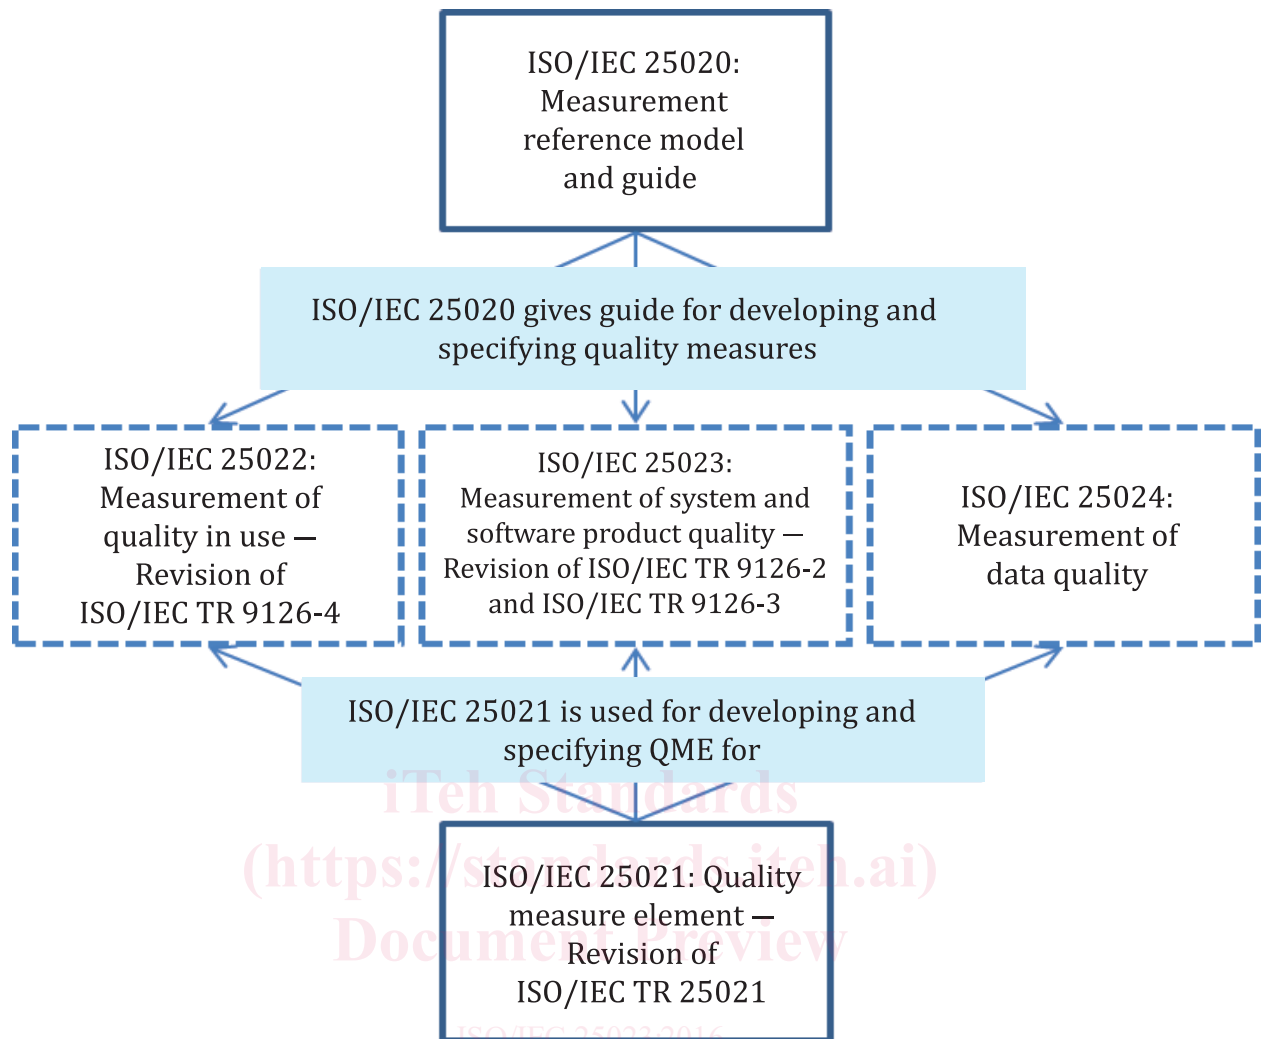 ISO/IEC 25020:
Measurement
reference model
and guide
ISO/IEC 25020 gives guide for developing and
specifying quality measures
ISO/IEC 25022:
Measurement of
quality in use —
Revision of
ISO/IEC TR 9126-4
ISO/IEC 25023:
Measurement of system and
software product quality —
Revision of ISO/IEC TR 9126-2
and ISO/IEC TR 9126-3
ISO/IEC 25024:
Measurement of
data quality
ISO/IEC 25021 is used for developing and
specifying QME for
iTeh Standards
(https://standards.iteh.ai)
Document Preview
ISO/IEC 25021: Quality
measure element —
Revision of
ISO/IEC TR 25021
ISO/IEC 25023:2016